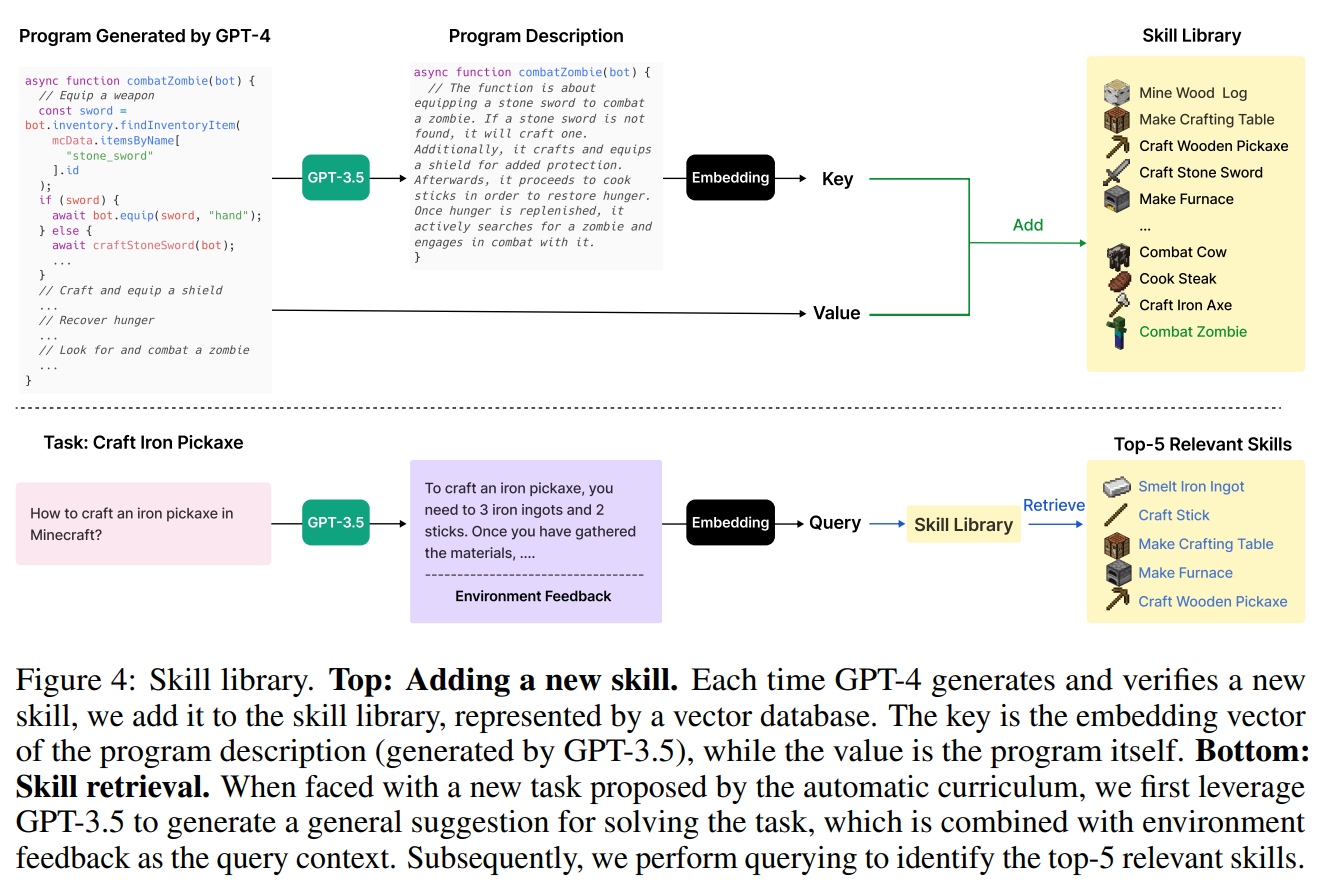 Program Generated by GPT-4
async function combatZombie(bot) {
// Equip a weapon
const sword =
bot.inventory.findInventoryItem(
mcData.itemsByName[
"stone_sword"
].id
);
if (sword) {
await bot.equip(sword, "hand");
} else {
await craftStoneSword(bot);
...
}
// Craft and equip a shield
...
// Recover hunger
...
// Look for and combat a zombie
...
}
GPT-3.5
Program Description
async function combatZombie(bot) {
// The function is about
equipping a stone sword to combat
a zombie. If a stone sword is not
found, it will craft one.
Additionally, it crafts and equips
a shield for added protection.
Afterwards, it proceeds to cook
sticks in order to restore hunger.
Once hunger is replenished, it
actively searches for a zombie and
engages in combat with it.
}
Embedding
Key
Value
Add
Skill Library
Mine Wood Log
Make Crafting Table
Craft Wooden Pickaxe
Craft Stone Sword
Make Furnace
...
Combat Cow
Cook Steak
Craft Iron Axe
Combat Zombie
Task: Craft Iron Pickaxe
How to craft an iron pickaxe in
Minecraft?
GPT-3.5
To craft an iron pickaxe, you
need to 3 iron ingots and 2
sticks. Once you have gathered
the materials, ....
Environment Feedback
Embedding
Query
Skill Library
Retrieve
Top-5 Relevant Skills
Smelt Iron Ingot
Craft Stick
Make Crafting Table
Make Furnace
Craft Wooden Pickaxe
Figure 4: Skill library. Top: Adding a new skill. Each time GPT-4 generates and verifies a new
skill, we add it to the skill library, represented by a vector database. The key is the embedding vector
of the program description (generated by GPT-3.5), while the value is the program itself. Bottom:
Skill retrieval. When faced with a new task proposed by the automatic curriculum, we first leverage
GPT-3.5 to generate a general suggestion for solving the task, which is combined with environment
feedback as the query context. Subsequently, we perform querying to identify the top-5 relevant skills.